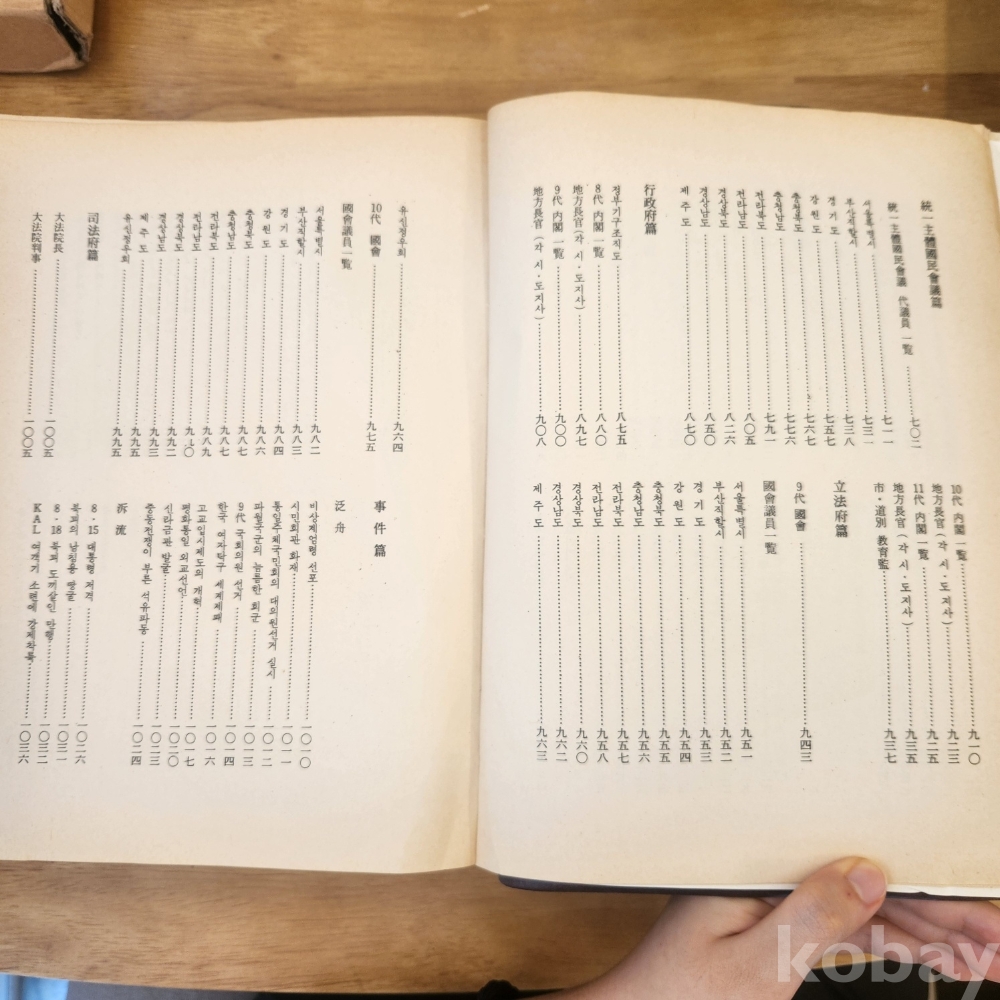 統一主體國民會議篇
統一主體國民會議 代議員 一覧 ……七〇二
서울특별시……七一一
부산직할시……七三一
경 기 도……七三八
강 원 도……七五七
충청북도……七六七
충청남도……七七六
전라북도……七九一
전라남도……八〇五
경상북도……八二六
경상남도……八五〇
제 주 도……八七〇
行政府篇
정부기구조직도……八七五
8代 內閣 一覧……八八〇
地方長官 (각 시·도지사)……八九七
9代 內閣 一覧……九〇〇
地方長官 (각 시·도지사)……九〇八
10代 內閣 一覧……九一〇
地方長官 (각 시·도지사)……九二三
11代 內閣 一覧……九二五
地方長官 (각 시·도지사)……九三五
市·道別 敎育監……九三七
立法府篇
9代 國會……九四三
國會議員 一覧
서울특별시……九五一
부산직할시……九五二
경 기 도……九五三
강 원 도……九五四
충청북도……九五五
충청남도……九五六
전라북도……九五七
전라남도……九五八
경상북도……九六〇
경상남도……九六二
제 주 도……九六三
유신정우회……九六四
10代 國會……九七五
國會議員 一覧
서울특별시……九八二
부산직할시……九八三
경 기 도……九八四
강 원 도……九八六
충청북도……九八七
충청남도……九八七
전라북도……九八九
전라남도……九九〇
경상북도……九九二
경상남도……九九三
제 주 도……九九五
유신정우회……九九五
司法府篇
大法院長……一〇〇五
大法院判事……一〇〇五
事 件 篇
泛 舟
비상계엄령 선포……一〇一〇
시민회관 화재……一〇一一
통일주체국민회의 대의원선거 실시……一〇一二
파월국군의 늠름한 회군……一〇一三
9代 국회의원 선거……一〇一四
한국 여자탁구 세계제패……一〇一六
고교입시제도의 개혁……一〇一七
평화통일 외교선언……一〇二〇
신라금관 발굴……一〇二三
중동전쟁이 부른 석유파동……一〇二四
泝 流
8·15 대통령 저격……一〇二六
북괴의 남침용 땅굴……一〇三一
8·18 북괴 도끼살인 만행……一〇三二
KAL 여객기 소련에 강제착륙……一〇三六
kobay